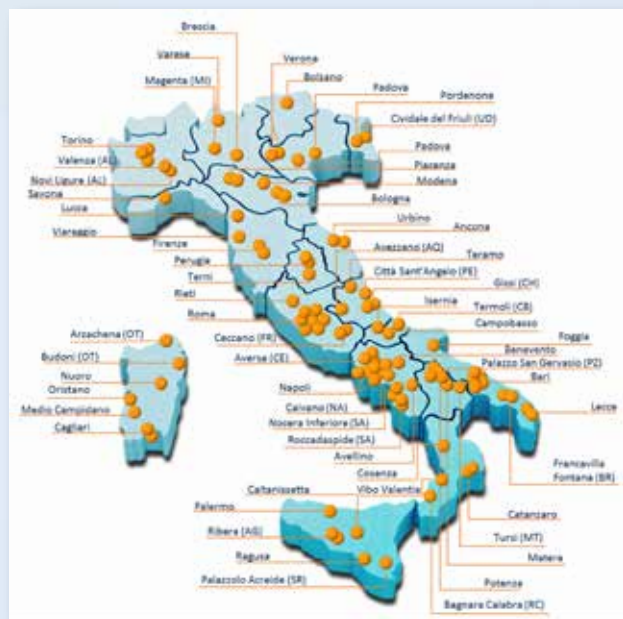 Brescia
Varese
Magenta (MI)
Verona
Bolzano
Padova
Pordenone
Cividale del Friuli (UD)
Torino
Valenza (AL)
Novi Ligure (AL)
Savona
Lucca
Viareggio
Firenze
Padova
Piacenza
Modena
Bologna
Urbino
Ancona
Avezzano (AQ)
Teramo
Perugia
Città Sant'Angelo (PE)
Terni
Gissi (CH)
Rieti
Isernia
Roma
Termoli (CB)
Campobasso
Arzachena (OT)
Ceccano (FR)
Foggia
Budoni (OT)
Aversa (CE)
Benevento
Nuoro
Palazzo San Gervasio (PZ)
Oristano
Napoli
Bari
Medio Campidano
Caivano (NA)
Lecce
Cagliari
Nocera Inferiore (SA)
Roccadaspide (SA)
Avellino
Cosenza
Francavilla
Fontana (BR)
Caltanissetta
Vibo Valentia
Palermo
Catanzaro
Ribera (AG)
Tursi (MT)
Ragusa
Matera
Palazzolo Acreide (SR)
Potenza
Bagnara Calabra (RC)